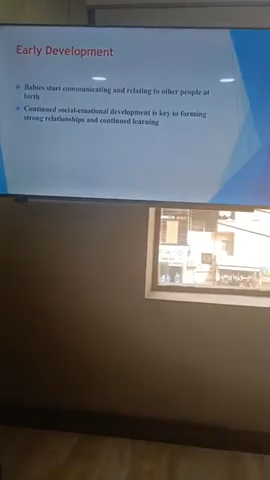 Early Development
Babies start communicating and relating to other people at
birth
Continued social-emotional development is key to forming
strong relationships and continued learning